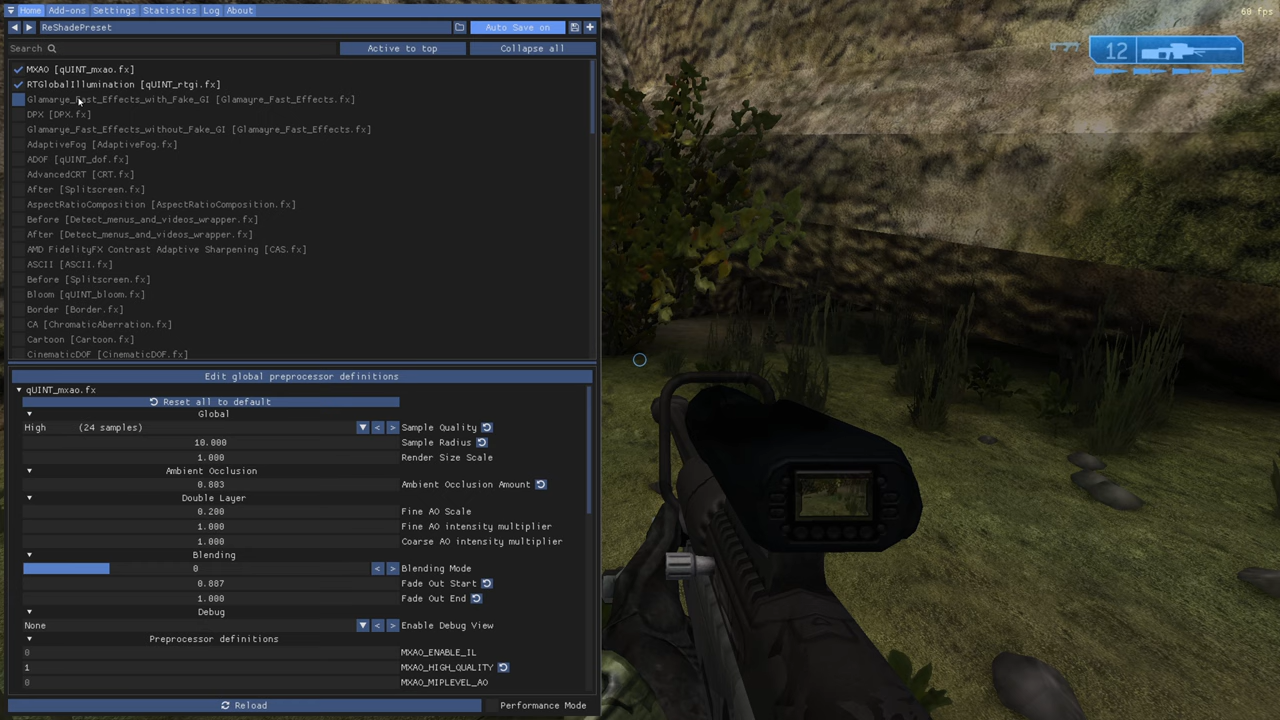 60 fps
Home Add-ons Settings Statistics Log About
ReShadePreset Auto Save on
Search Active to top Collapse all
12
MXAO [qUINT_mxao.fx]
RTGlobalIllumination [qUINT_rtgi.fx]
Glamarye_Fast_Effects_with_Fake_GI [Glamayre_Fast_Effects.fx]
DPX [DPX.fx]
Glamarye_Fast_Effects_without_Fake_GI [Glamayre_Fast_Effects.fx]
AdaptiveFog [AdaptiveFog.fx]
ADOF [qUINT_dof.fx]
AdvancedCRT [CRT.fx]
After [Splitscreen.fx]
AspectRatioComposition [AspectRatioComposition.fx]
Before [Detect_menus_and_videos_wrapper.fx]
After [Detect_menus_and_videos_wrapper.fx]
AMD FidelityFX Contrast Adaptive Sharpening [CAS.fx]
ASCII [ASCII.fx]
Before [Splitscreen.fx]
Bloom [qUINT_bloom.fx]
Border [Border.fx]
CA [ChromaticAberration.fx]
Cartoon [Cartoon.fx]
CinematicDOF [CinematicDOF.fx]
Edit global preprocessor definitions
qUINT_mxao.fx
Reset all to default
Global
High (24 samples) < > Sample Quality
10.000 Sample Radius
1.000 Render Size Scale
Ambient Occlusion
0.803 Ambient Occlusion Amount
Double Layer
0.200 Fine AO Scale
1.000 Fine AO intensity multiplier
1.000 Coarse AO intensity multiplier
Blending
0 < > Blending Mode
0.887 Fade Out Start
1.000 Fade Out End
Debug
None < > Enable Debug View
Preprocessor definitions
0 MXAO_ENABLE_IL
1 MXAO_HIGH_QUALITY
0 MXAO_MIPLEVEL_AO
Reload Performance Mode